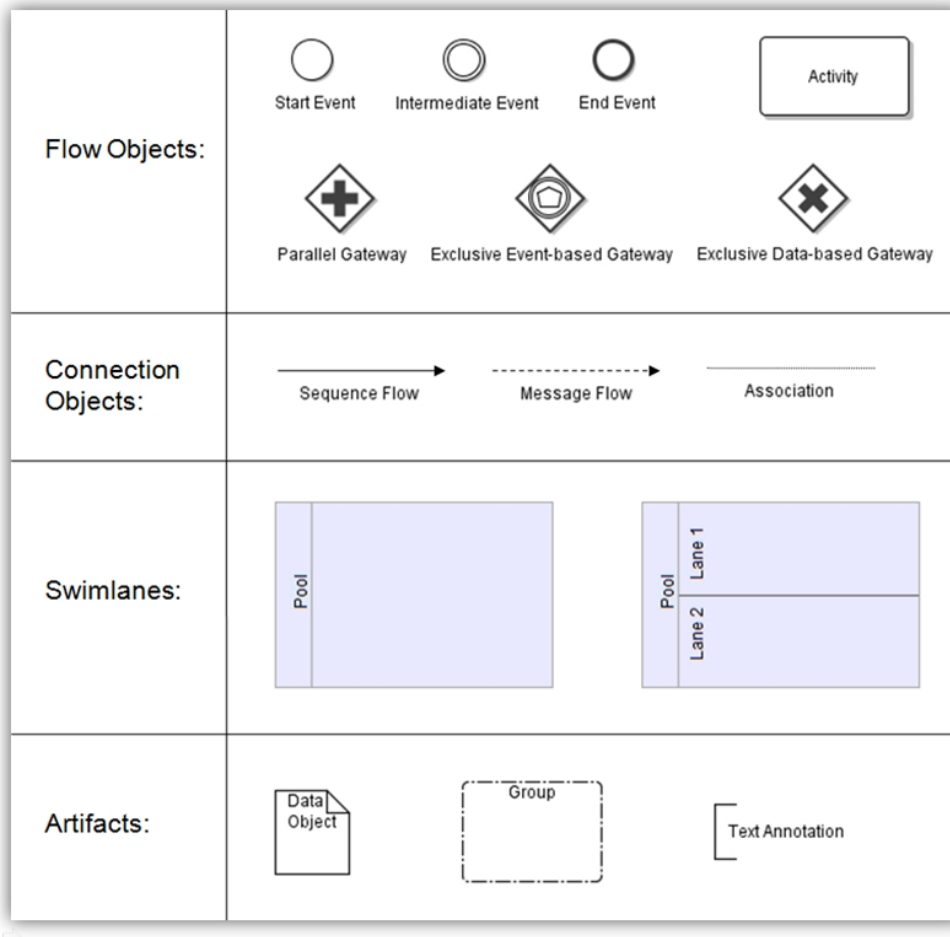 Flow Objects:
Start Event
Intermediate Event
End Event
Activity
Parallel Gateway
Exclusive Event-based Gateway
Exclusive Data-based Gateway
Connection
Objects:
Sequence Flow
Message Flow
Association
Swimlanes:
Pool
Pool
Lane 1
Lane 2
Artifacts:
Data
Object
Group
Text Annotation